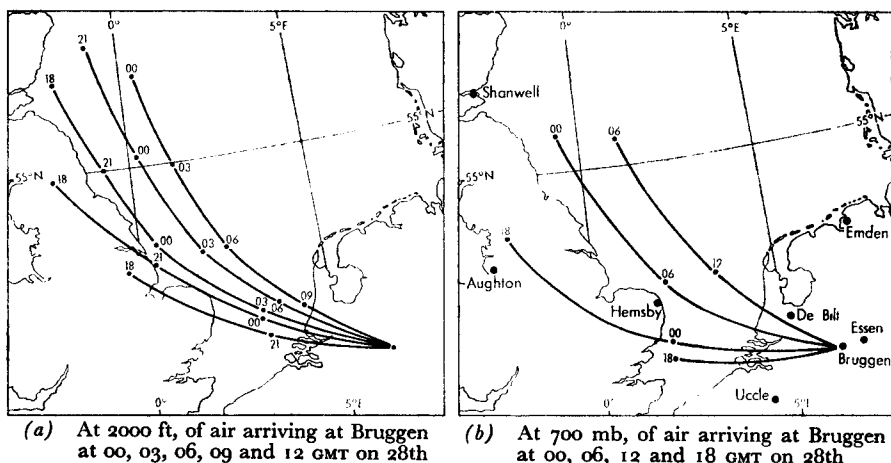 0°
5°E
21
00
18
21
00
03
55°N
55°N
18
00
03
06
21
18
03
06
00
09
21
0°
5°E
(a) At 2000 ft, of air arriving at Bruggen
at 00, 03, 06, 09 and 12 GMT on 28th
0°
5°E
Shanwell
55°N
00
06
55°N
18
Emden
Aughton
12
06
Hemsby
De Bilt
00
Essen
18
Bruggen
Uccle
0°
5°E
(b) At 700 mb, of air arriving at Bruggen
at 00, 06, 12 and 18 GMT on 28th